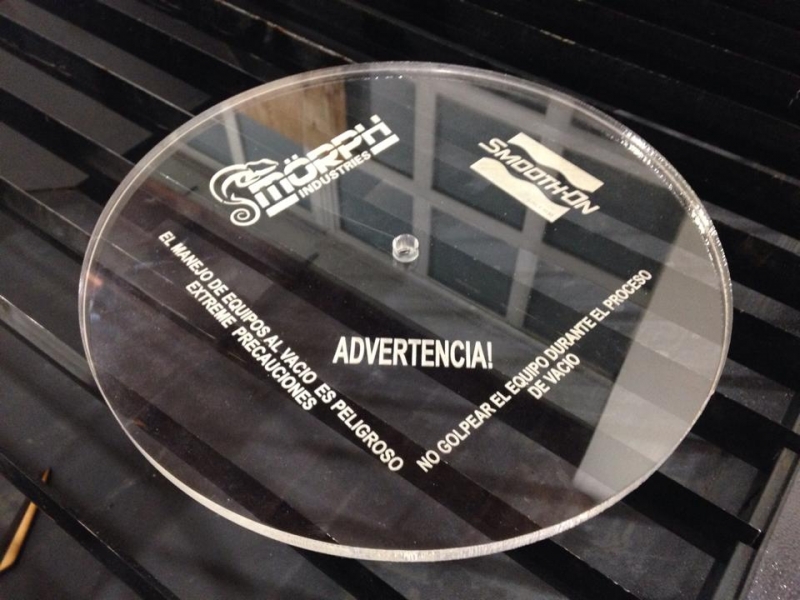 MÖRPH
INDUSTRIES
SMOOTH-ON
ADVERTENCIA!
EL MANEJO DE EQUIPOS AL VACIO ES PELIGROSO
EXTREME PRECAUCIONES
NO GOLPEAR EL EQUIPO DURANTE EL PROCESO
DE VACIO